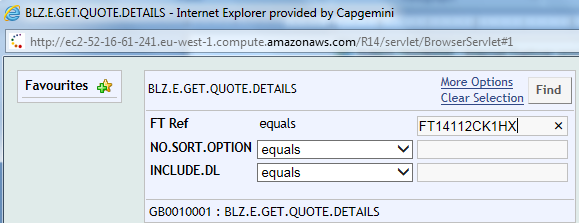 BLZ.E.GET.QUOTE.DETAILS - Internet Explorer provided by Capgemini
http://ec2-52-16-61-241.eu-west-1.compute.amazonaws.com/R14/servlet/BrowserServlet#1
Favourites
BLZ.E.GET.QUOTE.DETAILS
More Options
Clear Selection
Find
FT Ref equals FT14112CK1HX ×
NO.SORT.OPTION equals
INCLUDE.DL equals
GB0010001 : BLZ.E.GET.QUOTE.DETAILS